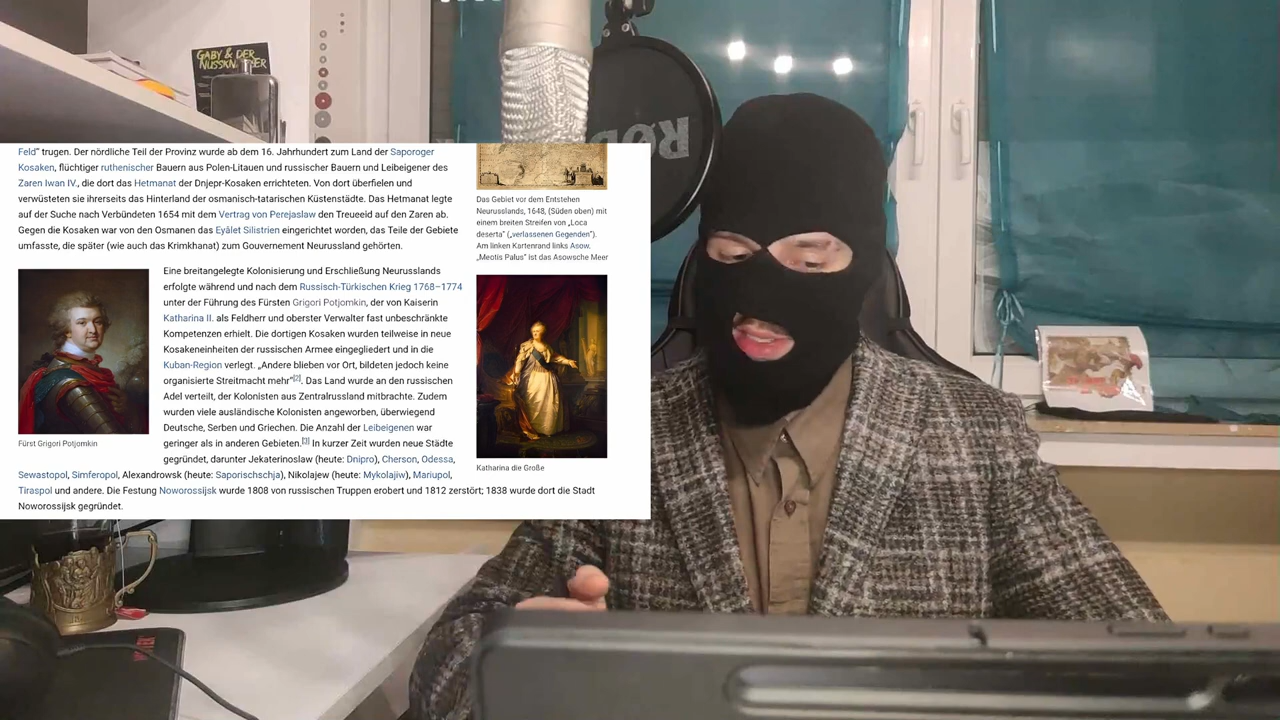 GABY & DER
NUSSKN
ER
RØDE
Feld" trugen. Der nördliche Teil der Provinz wurde ab dem 16. Jahrhundert zum Land der Saporoger
Kosaken, flüchtiger ruthenischer Bauern aus Polen-Litauen und russischer Bauern und Leibeigener des
Zaren Iwan IV., die dort das Hetmanat der Dnjepr-Kosaken errichteten. Von dort überfielen und
verwüsteten sie ihrerseits das Hinterland der osmanisch-tatarischen Küstenstädte. Das Hetmanat legte
auf der Suche nach Verbündeten 1654 mit dem Vertrag von Perejaslaw den Treueeid auf den Zaren ab.
Gegen die Kosaken war von den Osmanen das Eyâlet Silistrien eingerichtet worden, das Teile der Gebiete
umfasste, die später (wie auch das Krimkhanat) zum Gouvernement Neurussland gehörten.
Eine breitangelegte Kolonisierung und Erschließung Neurusslands
erfolgte während und nach dem Russisch-Türkischen Krieg 1768–1774
unter der Führung des Fürsten Grigori Potjomkin, der von Kaiserin
Katharina II. als Feldherr und oberster Verwalter fast unbeschränkte
Kompetenzen erhielt. Die dortigen Kosaken wurden teilweise in neue
Kosakeneinheiten der russischen Armee eingegliedert und in die
Kuban-Region verlegt. „Andere blieben vor Ort, bildeten jedoch keine
organisierte Streitmacht mehr"[2]. Das Land wurde an den russischen
Adel verteilt, der Kolonisten aus Zentralrussland mitbrachte. Zudem
wurden viele ausländische Kolonisten angeworben, überwiegend
Deutsche, Serben und Griechen. Die Anzahl der Leibeigenen war
geringer als in anderen Gebieten.[3] In kurzer Zeit wurden neue Städte
gegründet, darunter Jekaterinoslaw (heute: Dnipro), Cherson, Odessa,
Sewastopol, Simferopol, Alexandrowsk (heute: Saporischschja), Nikolajew (heute: Mykolajiw), Mariupol,
Tiraspol und andere. Die Festung Noworossijsk wurde 1808 von russischen Truppen erobert und 1812 zerstört; 1838 wurde dort die Stadt
Noworossijsk gegründet.
Fürst Grigori Potjomkin
Das Gebiet vor dem Entstehen
Neurusslands, 1648, (Süden oben) mit
einem breiten Streifen von „Loca
deserta" („verlassenen Gegenden").
Am linken Kartenrand links Asow.
„Meotis Palus" ist das Asowsche Meer
Katharina die Große